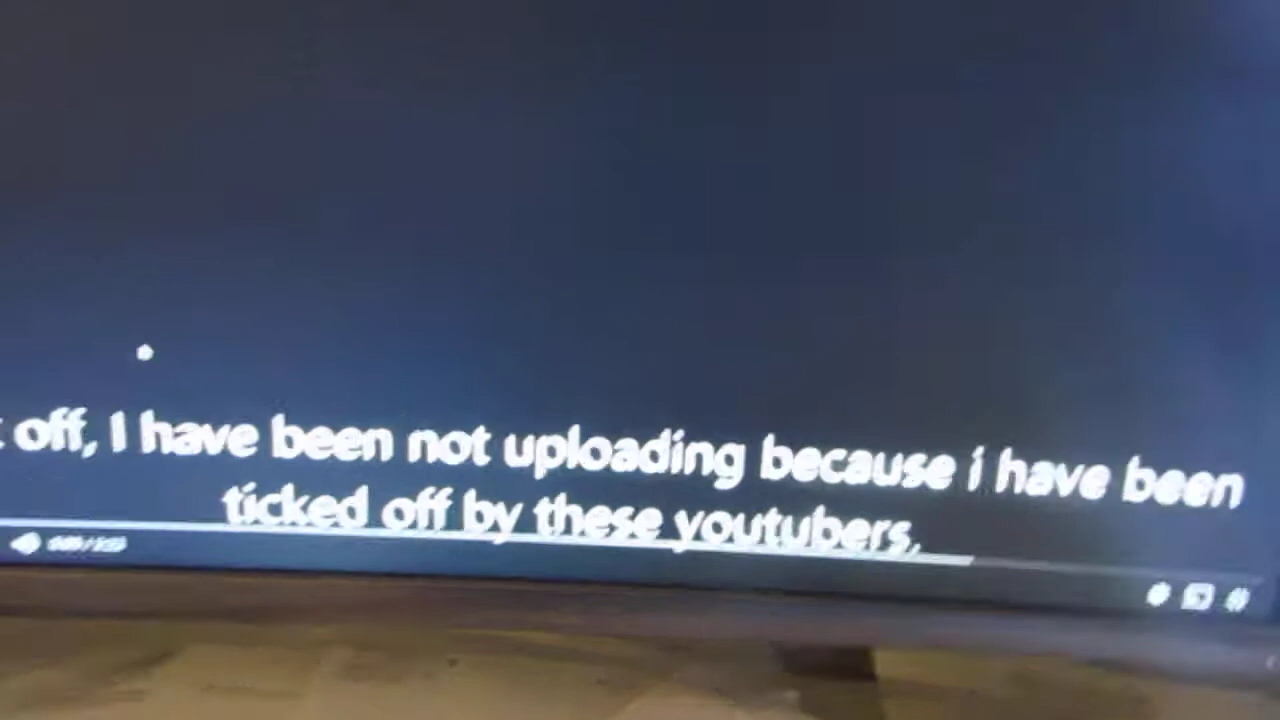 off, I have been not uploading because i have been
ticked off by these youtubers.